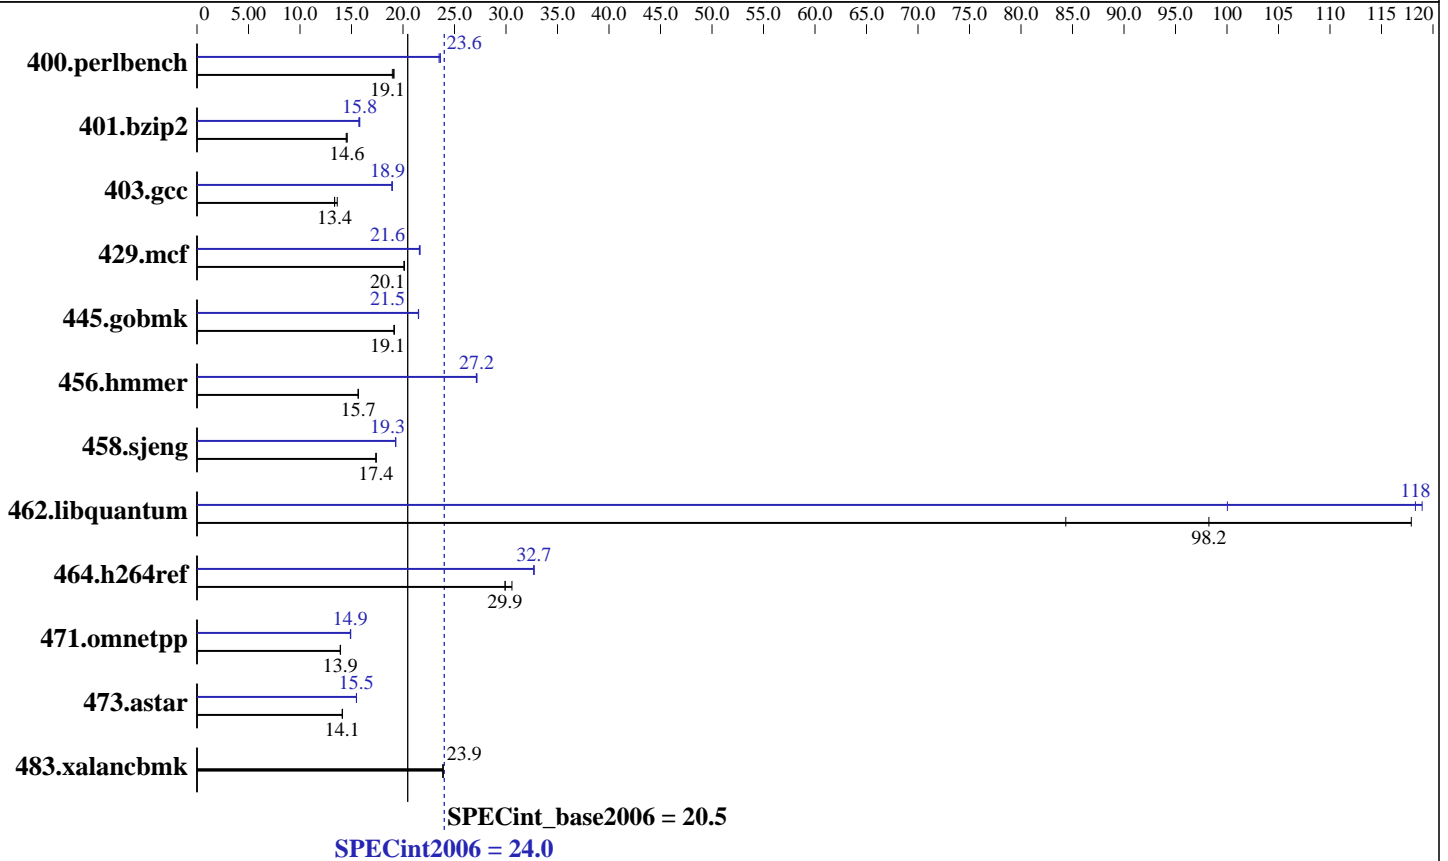 0 5.00 10.0 15.0 20.0 25.0 30.0 35.0 40.0 45.0 50.0 55.0 60.0 65.0 70.0 75.0 80.0 85.0 90.0 95.0 100 105 110 115 120
23.6
400.perlbench
19.1
15.8
401.bzip2
14.6
18.9
403.gcc
13.4
21.6
429.mcf
20.1
21.5
445.gobmk
19.1
27.2
456.hmmer
15.7
19.3
458.sjeng
17.4
118
462.libquantum
98.2
32.7
464.h264ref
29.9
14.9
471.omnetpp
13.9
15.5
473.astar
14.1
23.9
483.xalancbmk
SPECint_base2006 = 20.5
SPECint2006 = 24.0